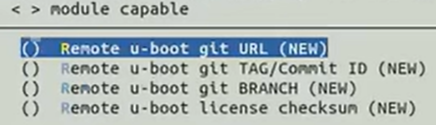 < > module capable
() Remote u-boot git URL (NEW)
() Remote u-boot git TAG/Commit ID (NEW)
() Remote u-boot git BRANCH (NEW)
() Remote u-boot license checksum (NEW)